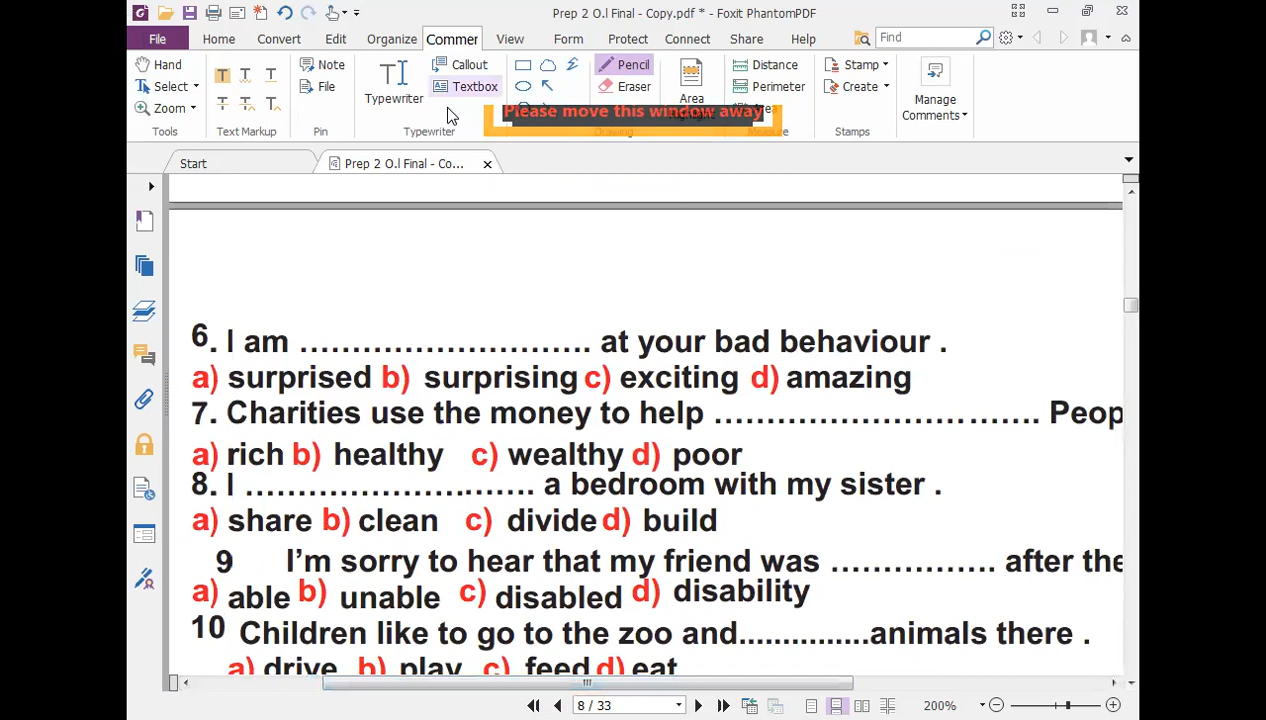 Prep 2 O.l Final - Copy.pdf * - Foxit PhantomPDF
File Home Convert Edit Organize Commer View Form Protect Connect Share Help Find
Hand Note Callout Pencil Distance Stamp
Select File Typewriter Textbox Eraser Area Perimeter Create Manage Comments
Zoom Please move this window away
Tools Text Markup Pin Typewriter Measure Stamps
Start Prep 2 O.l Final - Co...
6. I am ................................ at your bad behaviour .
a) surprised b) surprising c) exciting d) amazing
7. Charities use the money to help ................................ Peop
a) rich b) healthy c) wealthy d) poor
8. I ................................ a bedroom with my sister .
a) share b) clean c) divide d) build
9 I’m sorry to hear that my friend was ................ after the
a) able b) unable c) disabled d) disability
10 Children like to go to the zoo and...............animals there .
a) drive b) play c) feed d) eat
8 / 33 200%